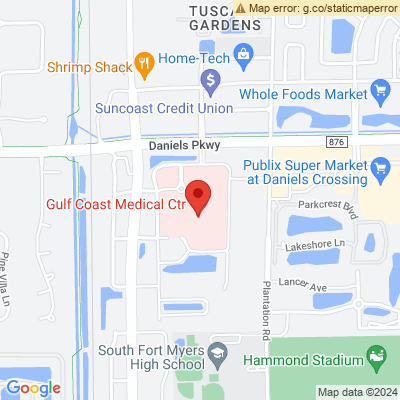 Map error: g.co/staticmaperror
TUSCA
GARDENS
Home-Tech
Shrimp Shack
Suncoast Credit Union
Whole Foods Market
876
Daniels Pkwy
Publix Super Market
at Daniels Crossing
Gulf Coast Medical Ctr
Parkcrest Blvd
Lakeshore Ln
Pine Villa Ln
Lancer Ave
Plantation Rd
South Fort Myers
High School
Hammond Stadium
Google
Map data ©2024